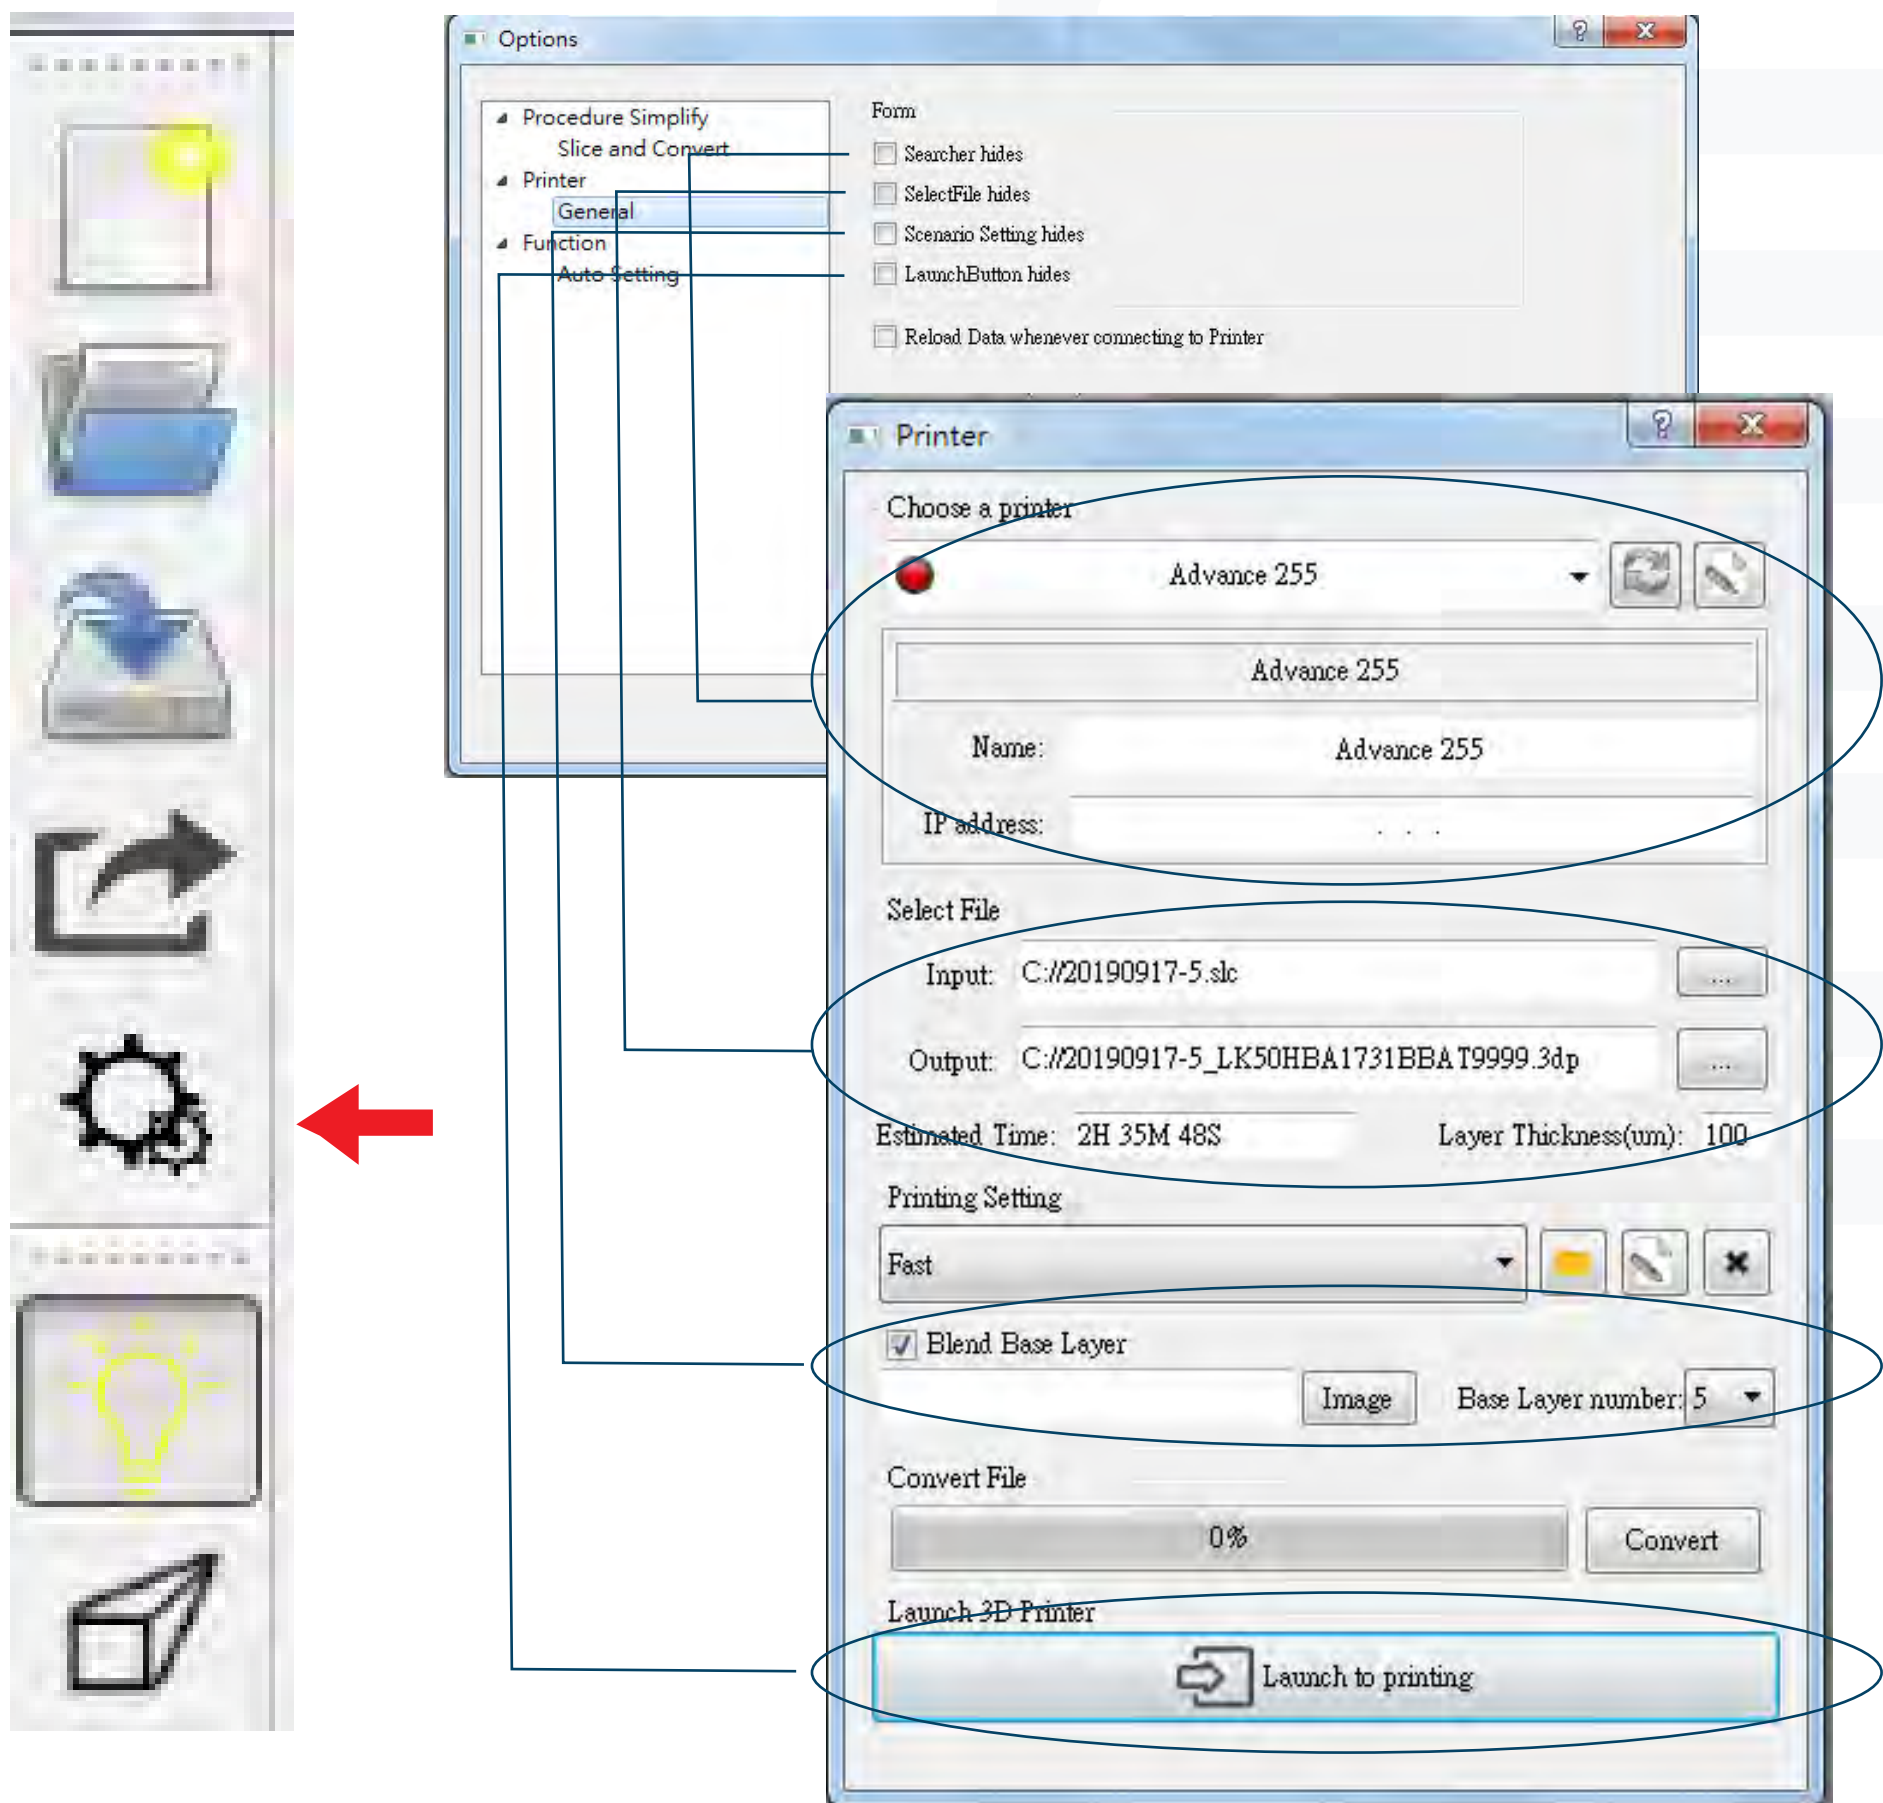 Options
Procedure Simplify
Slice and Convert
Printer
General
Function
Auto Setting
Form
Searcher hides
SelectFile hides
Scenario Setting hides
LaunchButton hides
Reload Data whenever connecting to Printer
Printer
Choose a printer
Advance 255
Advance 255
Name: Advance 255
IP address: . . .
Select File
Input: C://20190917-5.slc ...
Output: C://20190917-5_LK50HBA1731BBAT9999.3dp ...
Estimated Time: 2H 35M 48S Layer Thickness(um): 100
Printing Setting
Fast
Blend Base Layer
Image Base Layer number: 5
Convert File
0% Convert
Launch 3D Printer
Launch to printing